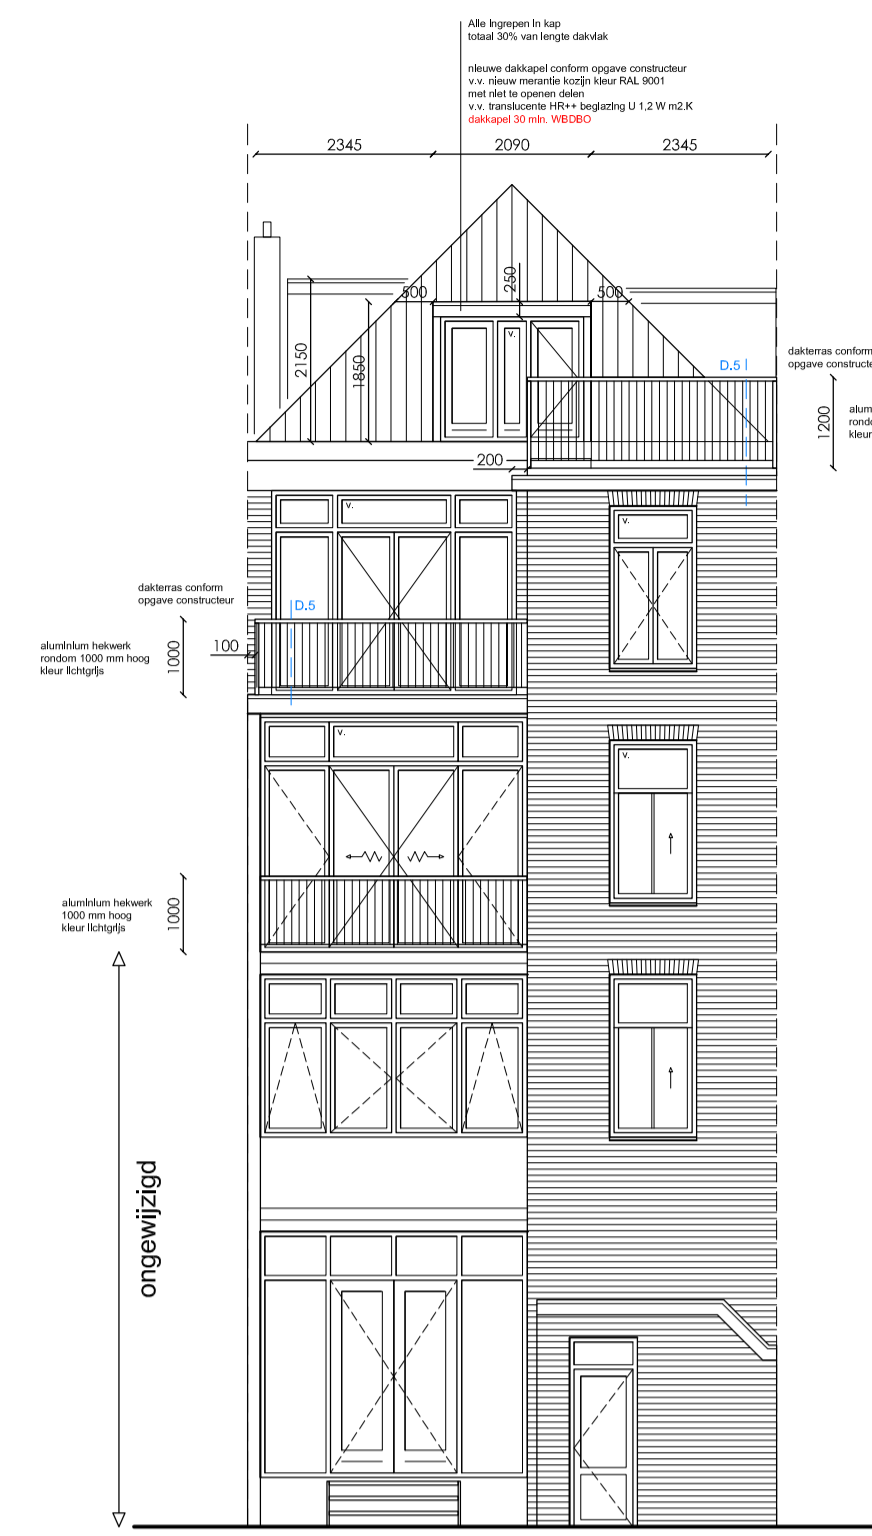 Alle ingrepen in kap
totaal 30% van lengte dakvlak
nieuwe dakkapel conform opgave constructeur
v.v. nieuw merantie kozijn kleur RAL 9001
met niet te openen delen
v.v. translucente HR++ beglazing U 1,2 W m2.K
dakkapel 30 min. WBDBO
2345
2090
2345
250
500
500
2150
1850
v.
D.5
dakterras conform
opgave constructe
1200
alum
rondo
kleur
200
v.
v.
dakterras conform
opgave constructeur
D.5
100
1000
aluminium hekwerk
rondom 1000 mm hoog
kleur lichtgrijs
v.
v.
aluminium hekwerk
1000 mm hoog
kleur lichtgrijs
1000
ongewijzigd